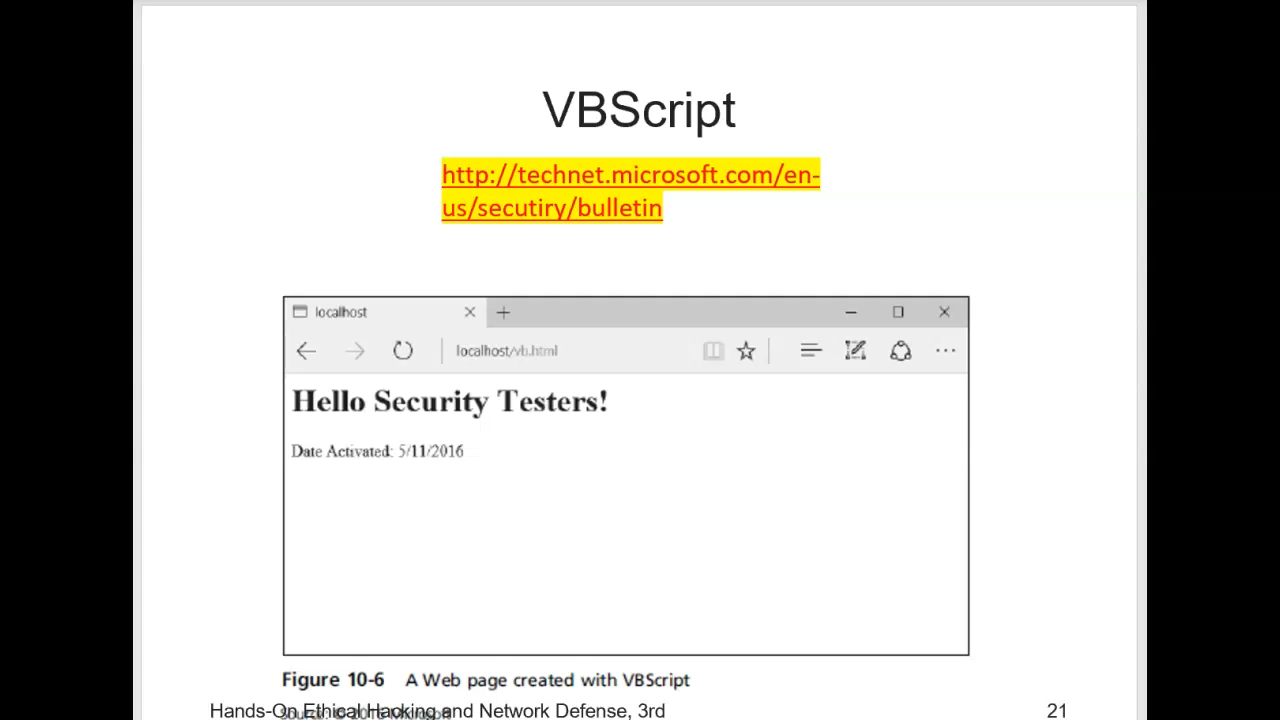 VBScript
http://technet.microsoft.com/en-
us/secutiry/bulletin
localhost
localhost/vb.html
Hello Security Testers!
Date Activated: 5/11/2016
Figure 10-6 A Web page created with VBScript
Hands-On Ethical Hacking and Network Defense, 3rd
21